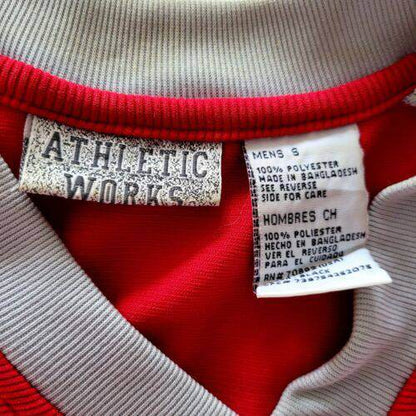 ATHLETIC
WORKS
MENS S
100% POLYESTER
MADE IN BANGLADESH
SEE REVERSE
SIDE FOR CARE
HOMBRES CH
100% POLIESTER
HECHO EN BANGLADESH
VER EL REVERSO
PARA EL CUIDADO
BLACK